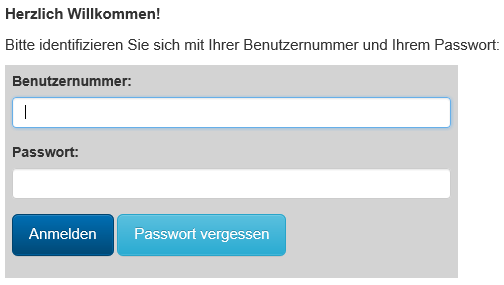 Herzlich Willkommen!
Bitte identifizieren Sie sich mit Ihrer Benutzernummer und Ihrem Passwort:
Benutzernummer:
Passwort:
Anmelden Passwort vergessen